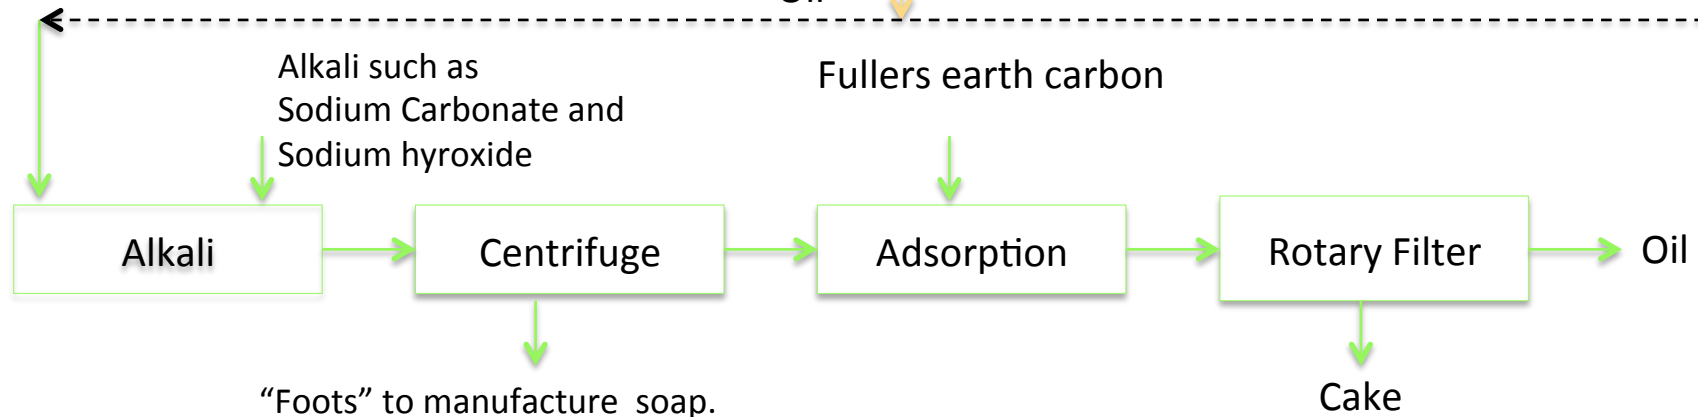 Alkali such as
Sodium Carbonate and
Sodium hyroxide
Fullers earth carbon
Alkali
Centrifuge
Adsorption
Rotary Filter
Oil
"Foots" to manufacture  soap.
Cake